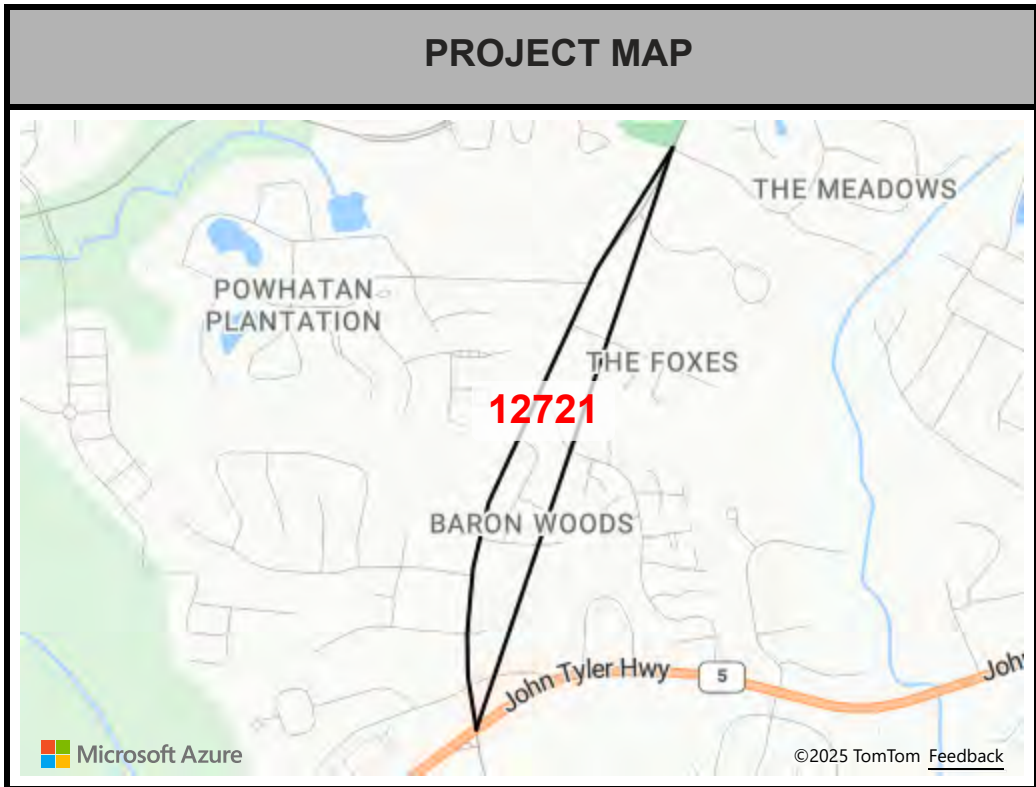 PROJECT MAP
THE MEADOWS
POWHATAN
PLANTATION
THE FOXES
12721
BARON WOODS
John Tyler Hwy
5
John
Microsoft Azure
©2025 TomTom Feedback